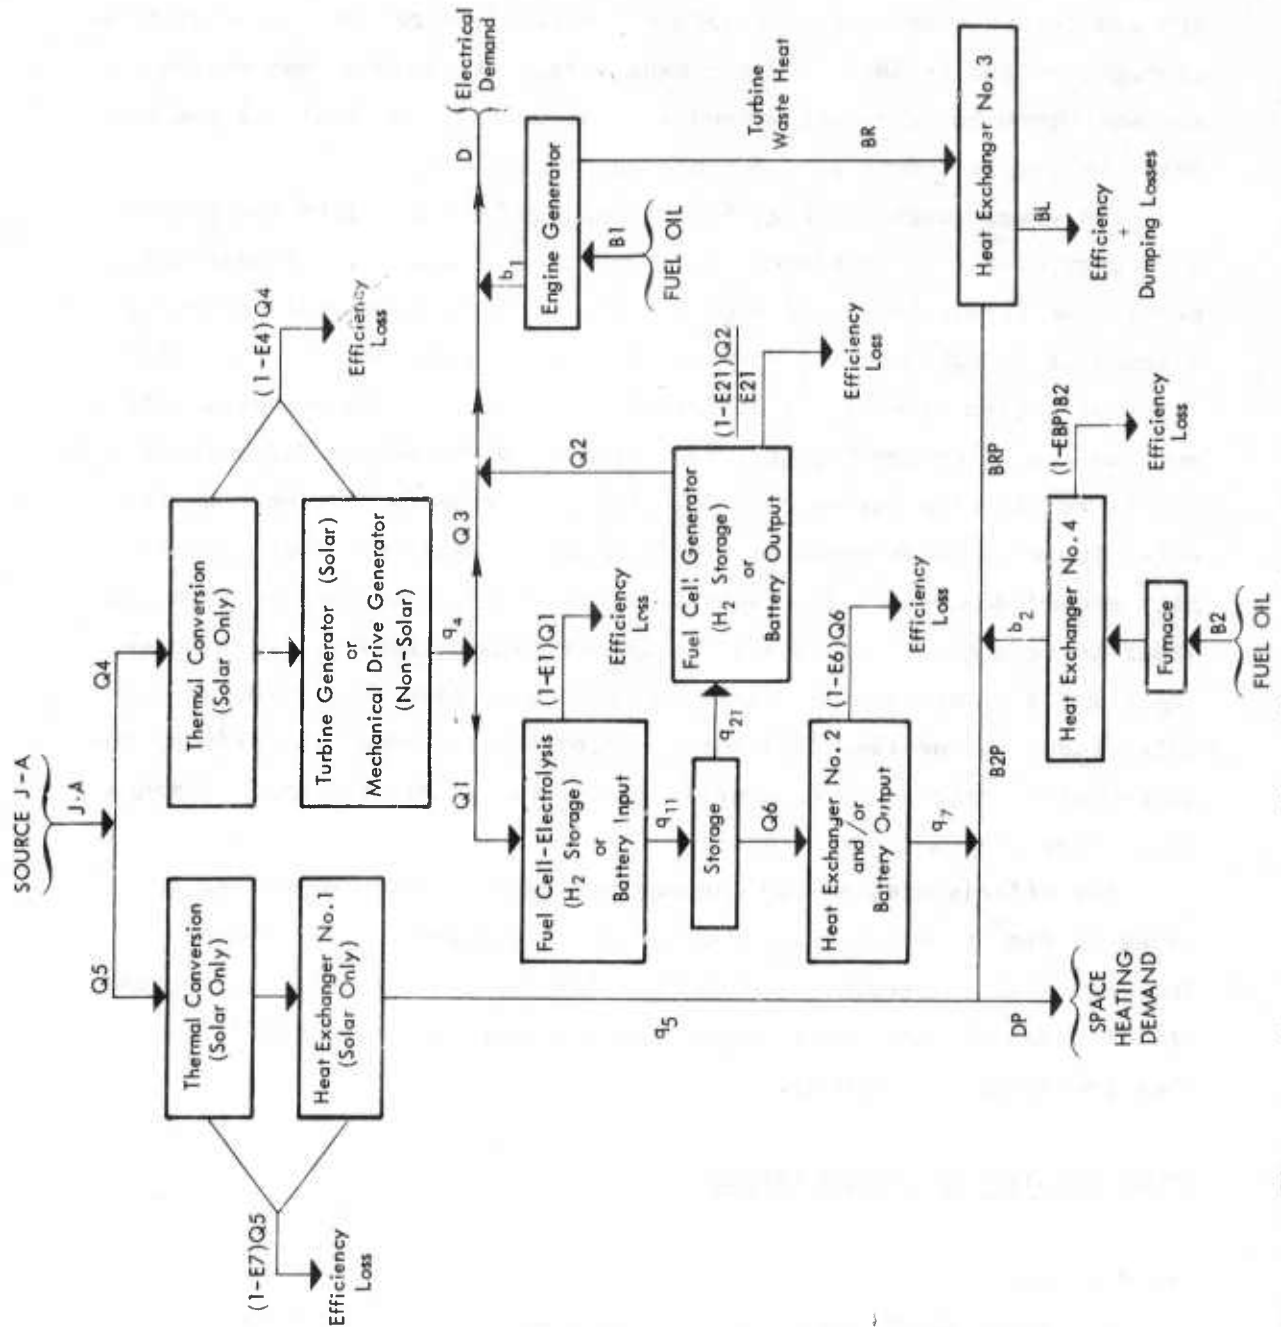 SOURCE J-A
J·A
Q5
Q4
Thermal Conversion
(Solar Only)
Heat Exchanger No.1
(Solar Only)
(1-E7)Q5
Efficiency
Loss
Thermal Conversion
(Solar Only)
Turbine Generator (Solar)
or
Mechanical Drive Generator
(Non-Solar)
(1-E4)Q4
Efficiency
Loss
q4
Q1
Q3
D
Electrical
Demand
b1
Engine Generator
B1
FUEL OIL
Turbine
Waste Heat
BR
Fuel Cell-Electrolysis
(H2 Storage)
or
Battery Input
(1-E1)Q1
Efficiency
Loss
q11
Storage
q21
Fuel Cell Generator
(H2 Storage)
or
Battery Output
Q2
(1-E21)Q2
E21
Efficiency
Loss
Q6
Heat Exchanger No.2
and/or
Battery Output
(1-E6)Q6
Efficiency
Loss
q7
q5
Heat Exchangar No.3
BL
Efficiency
+
Dumping Losses
BRP
B2P
b2
Heat Exchanger No.4
(1-EBP)B2
Efficiency
Loss
Furnace
B2
FUEL OIL
DP
SPACE
HEATING
DEMAND